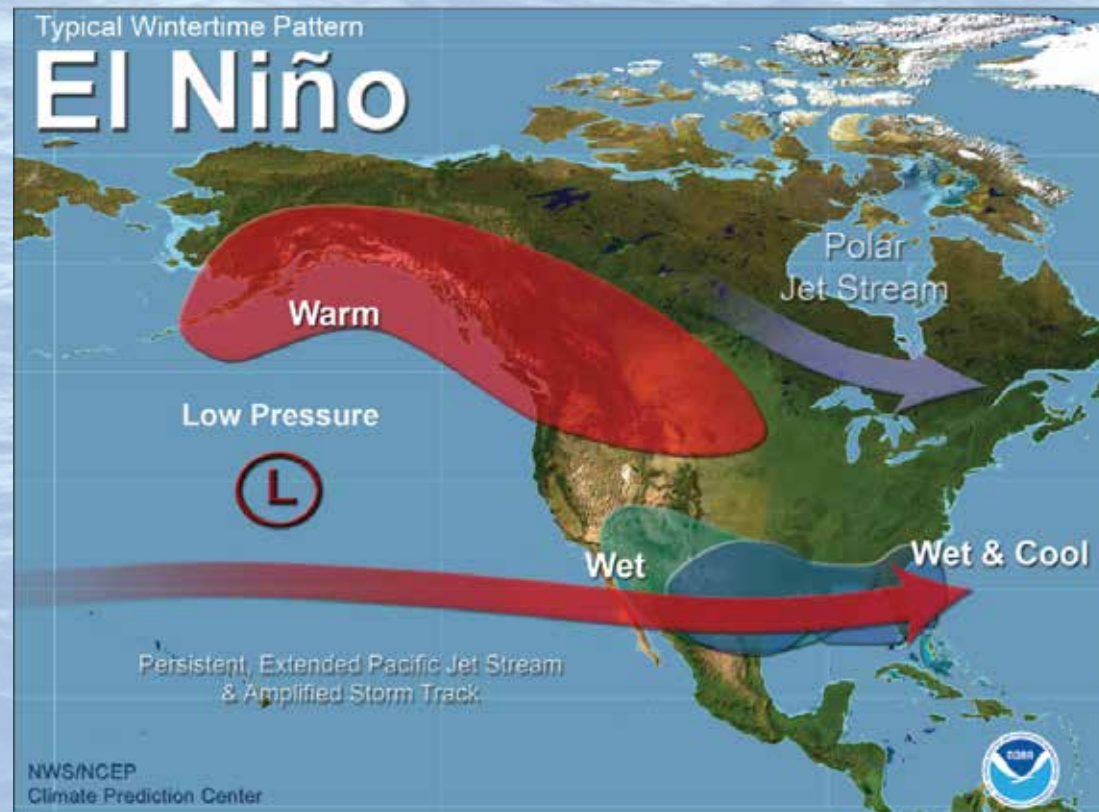 Typical Wintertime Pattern
El Niño
Polar
Jet Stream
Warm
Low Pressure
L
Wet
Wet & Cool
Persistent, Extended Pacific Jet Stream
& Amplified Storm Track
NWS/NCEP
Climate Prediction Center
noaa